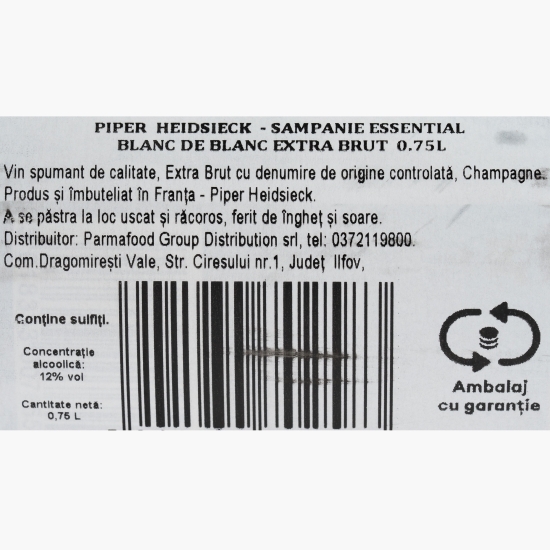 PIPER HEIDSIECK - SAMPANIE ESSENTIAL
BLANC DE BLANC EXTRA BRUT 0.75L
Vin spumant de calitate, Extra Brut cu denumire de origine controlată, Champagne.
Produs și îmbuteliat în Franța - Piper Heidsieck.
A se păstra la loc uscat și răcoros, ferit de îngheț și soare.
Distribuitor: Parmafood Group Distribution srl, tel: 0372119800.
Com.Dragomirești Vale, Str. Ciresului nr.1, Județ Ilfov,
Conține sulfiți.
Concentrație
alcoolică:
12% vol
Cantitate netă:
0,75 L
Ambalaj
cu garanție